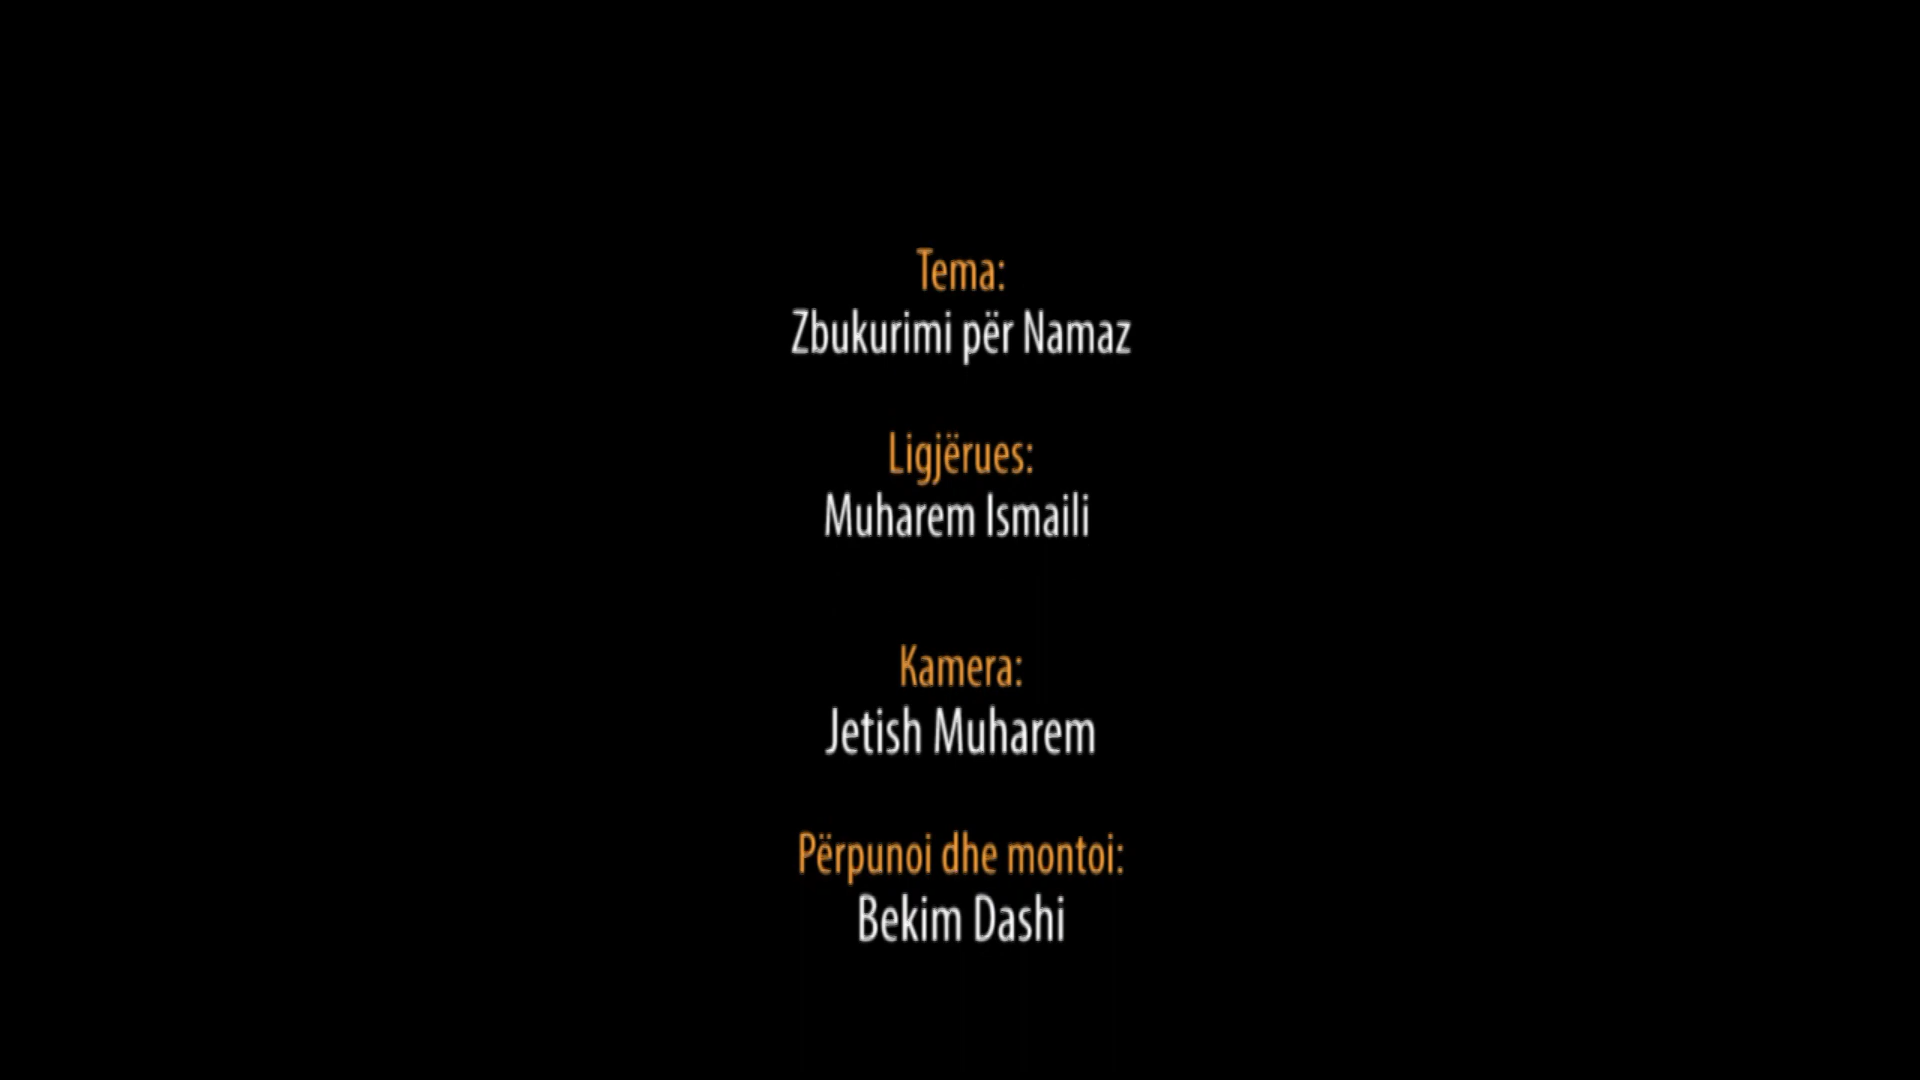 Tema:
Zbukurimi për Namaz
Ligjërues:
Muharem Ismaili
Kamera:
Jetish Muharem
Përpunoi dhe montoi:
Bekim Dashi